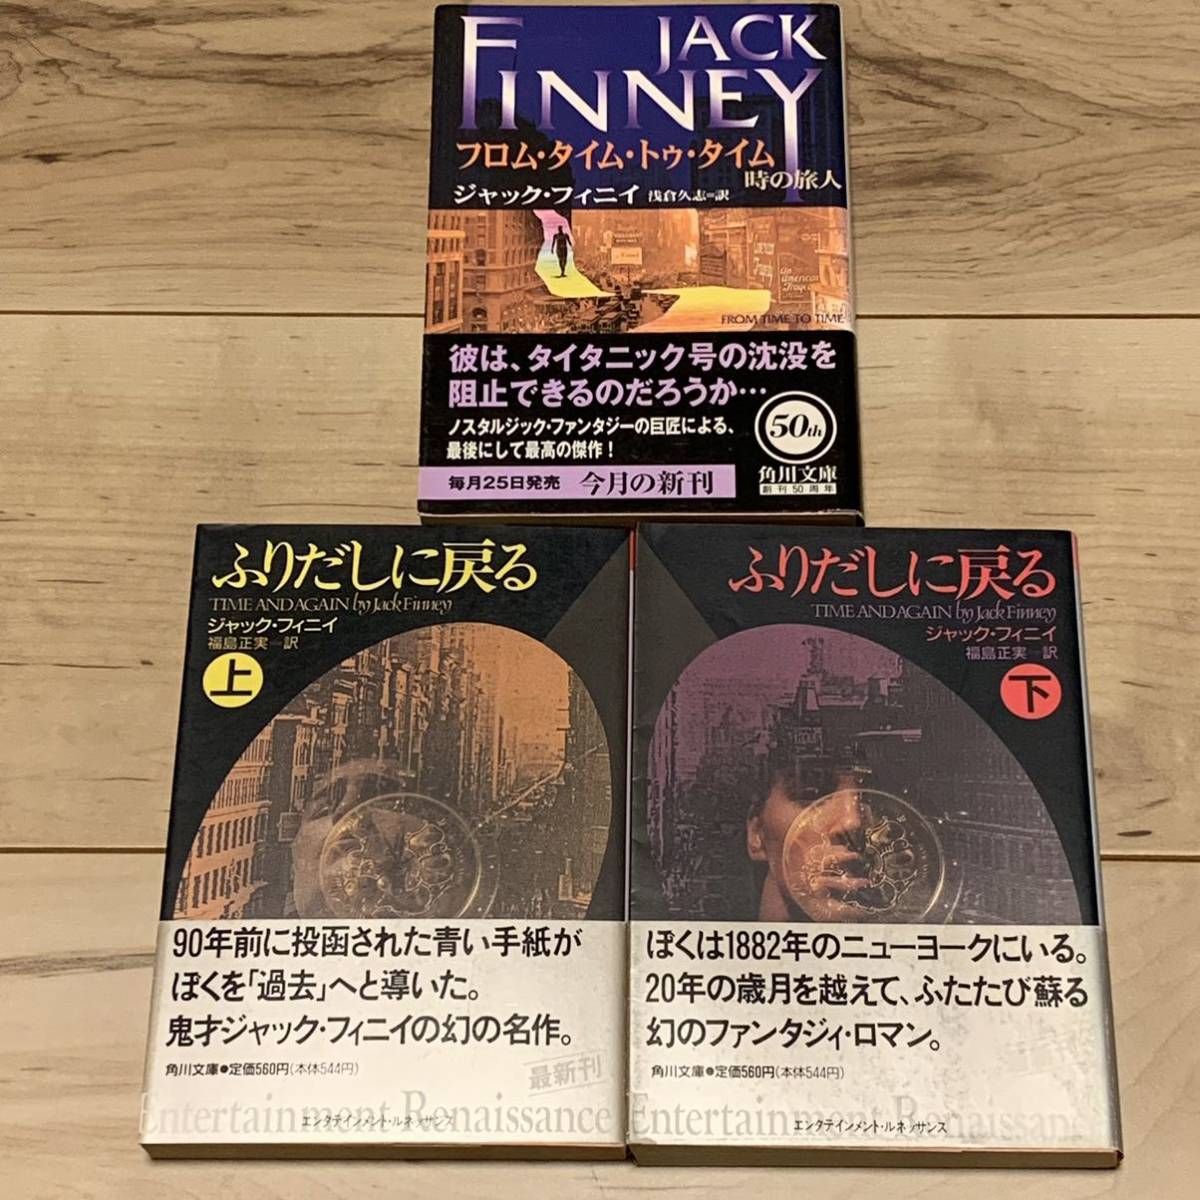 JACK
FINNEY
フロム・タイム・トゥ・タイム
時の旅人
ジャック・フィニイ 浅倉久志=訳
FROM TIME TO TIME
彼は、タイタニック号の沈没を
阻止できるのだろうか…
ノスタルジック・ファンタジーの巨匠による、
最後にして最高の傑作!
50th
角川文庫
創刊50周年
毎月25日発売 今月の新刊
ふりだしに戻る
TIME AND AGAIN by Jack Finney
ジャック・フィニイ
福島正実―訳
上
90年前に投函された青い手紙が
ぼくを「過去」へと導いた。
鬼才ジャック・フィニイの幻の名作。
角川文庫●定価560円(本体544円)
最新刊
Entertainment Renaissance
エンタテインメント・ルネッサンス
ふりだしに戻る
TIME AND AGAIN by Jack Finney
ジャック・フィニイ
福島正実―訳
下
ぼくは1882年のニューヨークにいる。
20年の歳月を越えて、ふたたび蘇る
幻のファンタジィ・ロマン。
角川文庫●定価560円(本体544円)
Entertainment Renaissance
エンタテインメント・ルネッサンス